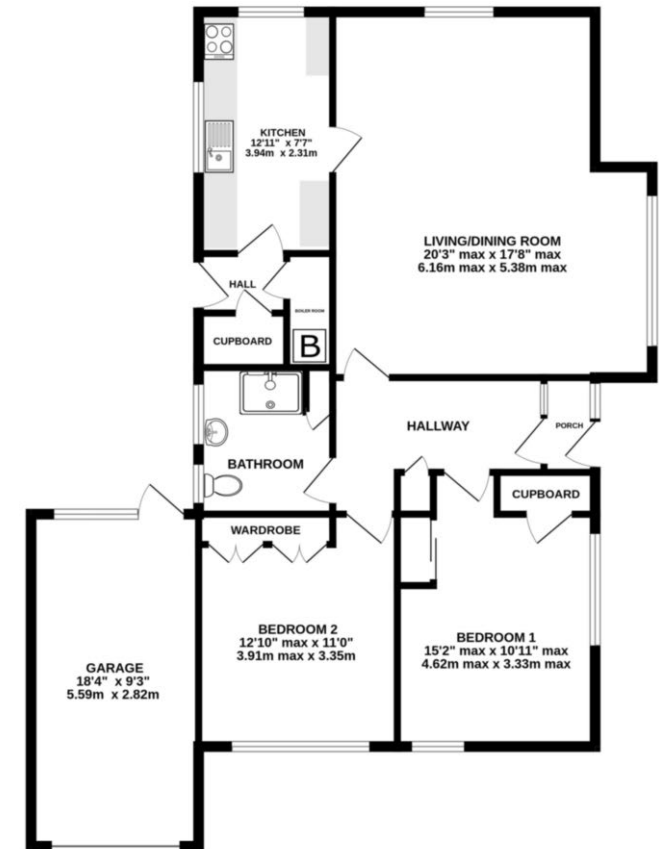 KITCHEN
12'11" x 7'7"
3.94m x 2.31m
LIVING/DINING ROOM
20'3" max x 17'8" max
6.16m max x 5.38m max
HALL
BOILER ROOM
CUPBOARD
B
HALLWAY
PORCH
BATHROOM
CUPBOARD
WARDROBE
BEDROOM 2
12'10" max x 11'0"
3.91m max x 3.35m
BEDROOM 1
15'2" max x 10'11" max
4.62m max x 3.33m max
GARAGE
18'4" x 9'3"
5.59m x 2.82m